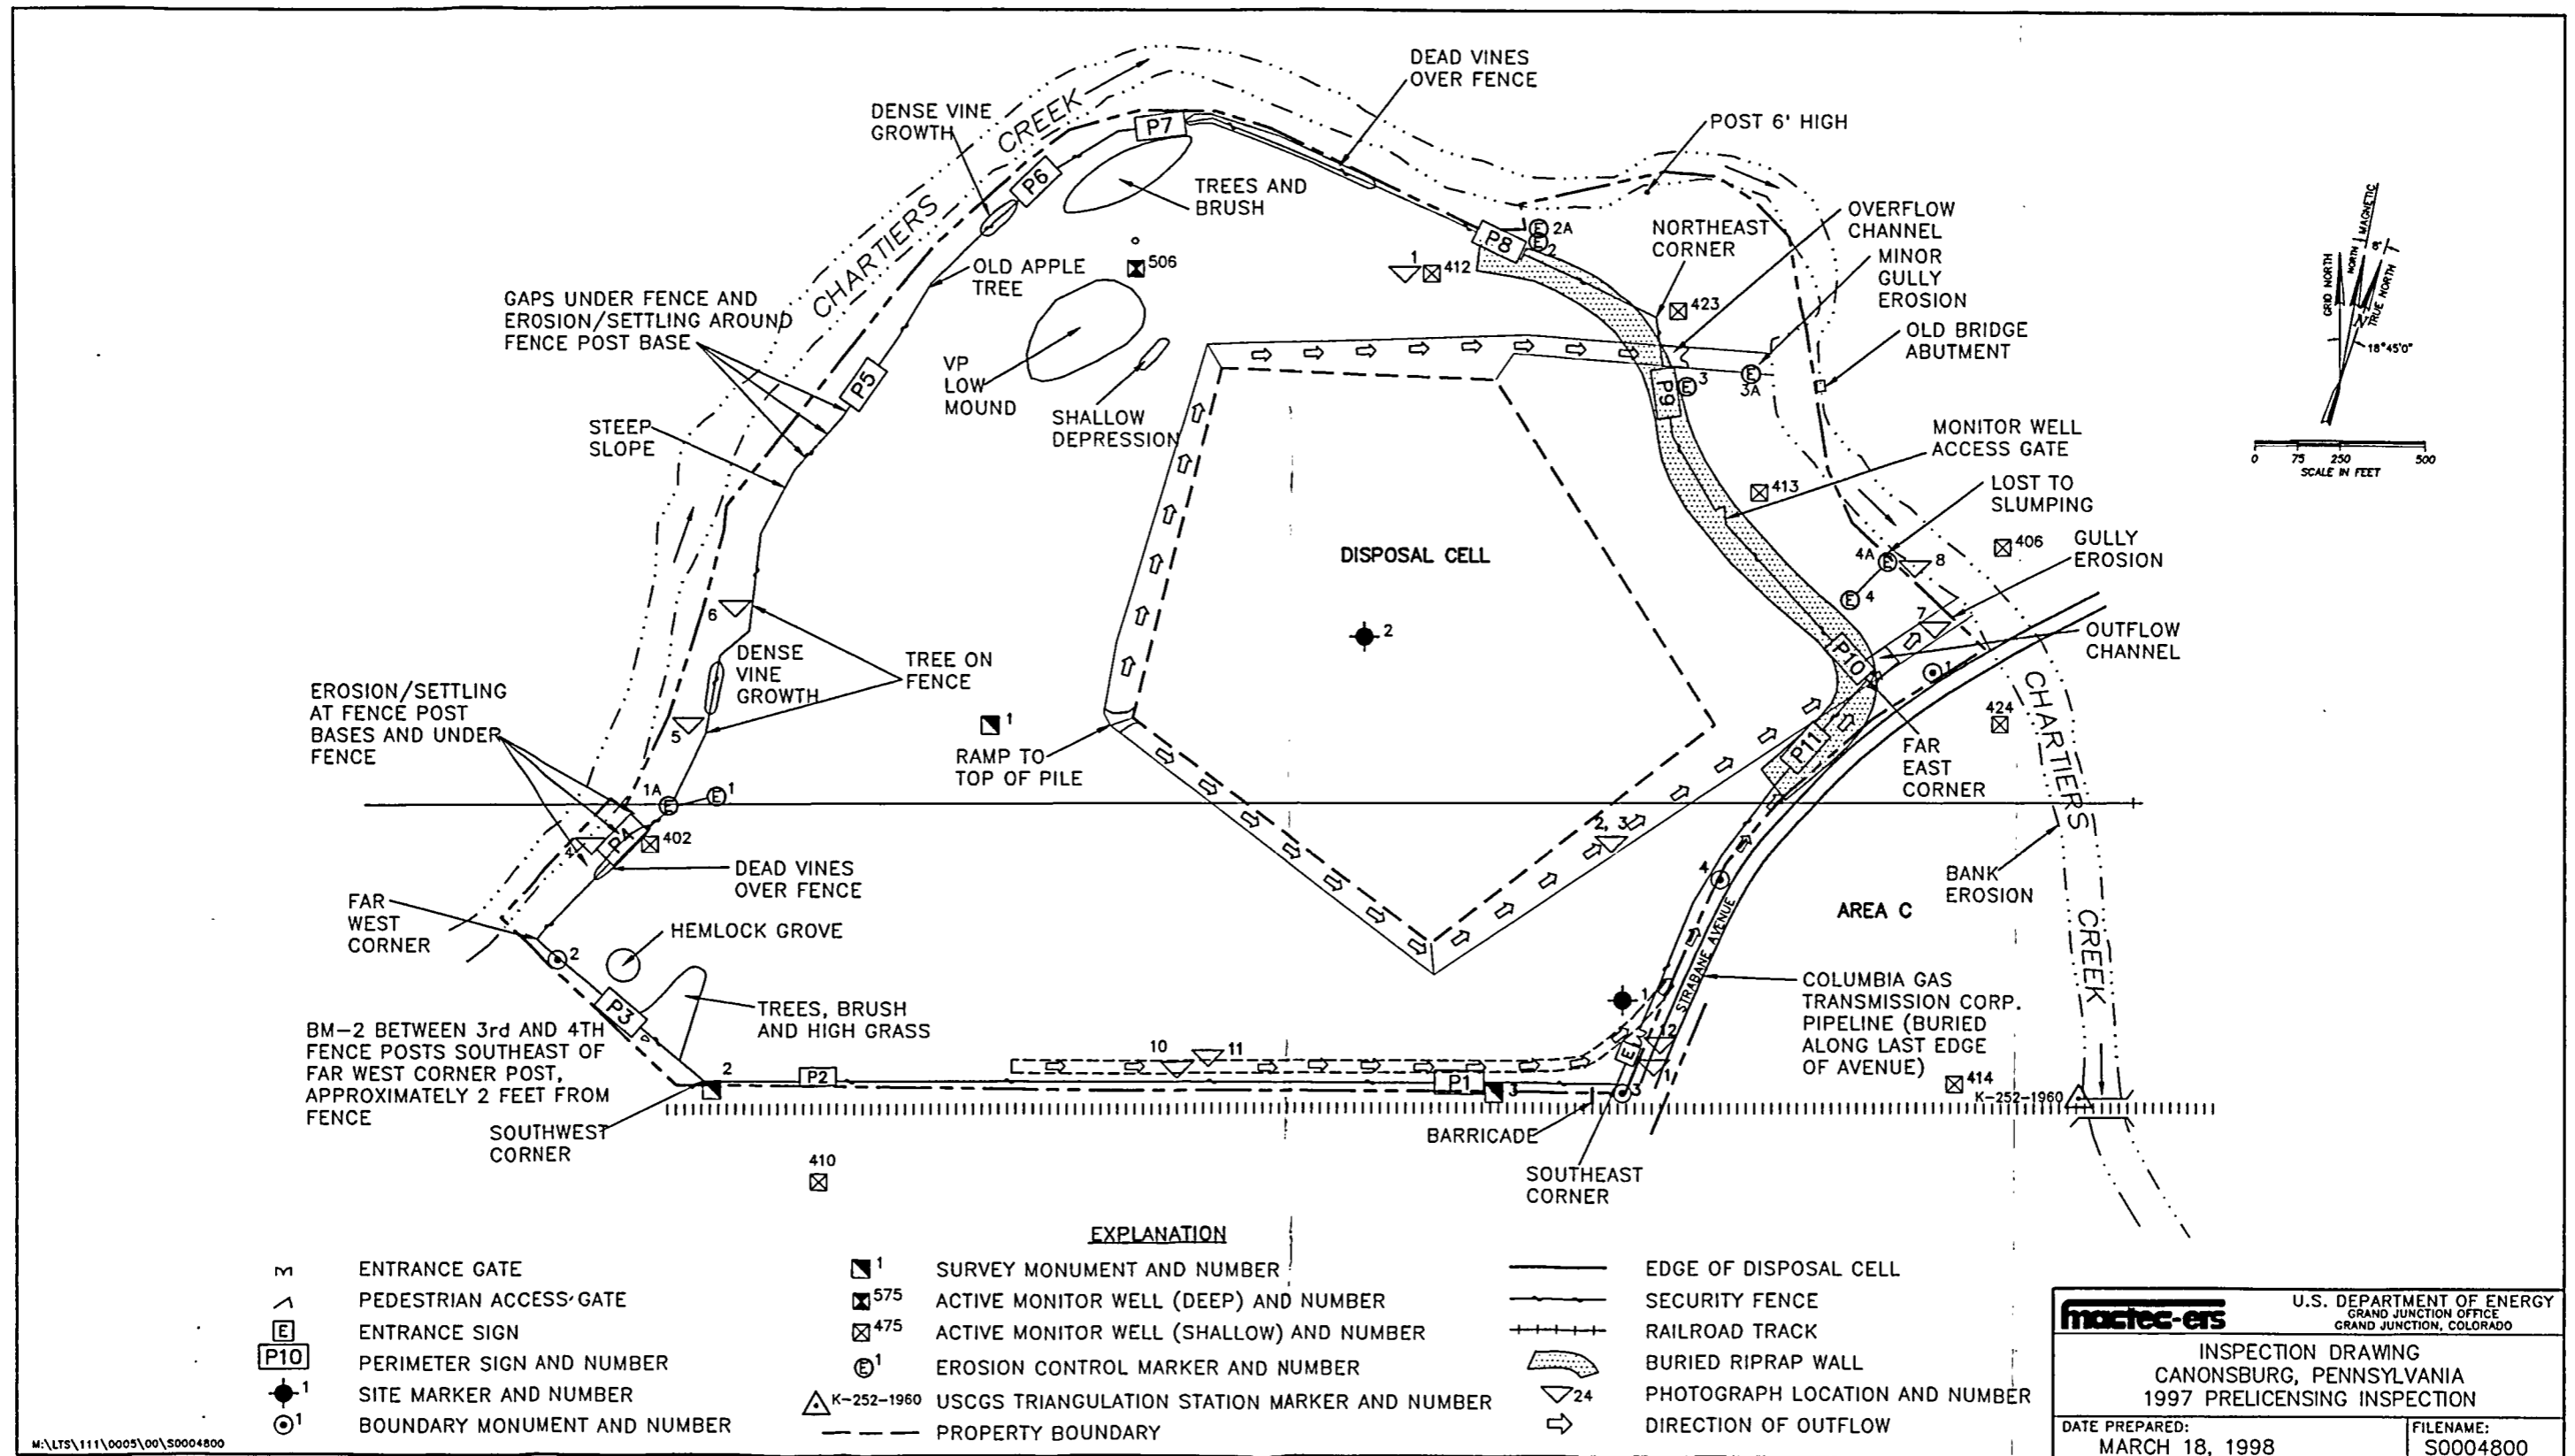 DEAD VINES
OVER FENCE
DENSE VINE
GROWTH
CREEK
P7
POST 6' HIGH
P6
TREES AND
BRUSH
CHARTIERS
OVERFLOW
CHANNEL
NORTHEAST
CORNER
P8
E 2A
E 2
MINOR
GULLY
EROSION
GRID NORTH
NORTH MAGNETIC
TRUE NORTH
8°
18°45'0"
0 75 250 500
SCALE IN FEET
506
OLD APPLE
TREE
1
412
423
GAPS UNDER FENCE AND
EROSION/SETTLING AROUND
FENCE POST BASE
OLD BRIDGE
ABUTMENT
P5
VP
LOW
MOUND
SHALLOW
DEPRESSION
P9
E 3
E
3A
STEEP
SLOPE
MONITOR WELL
ACCESS GATE
413
LOST TO
SLUMPING
DISPOSAL CELL
4A
E
8
406
GULLY
EROSION
E 4
6
2
7
OUTFLOW
CHANNEL
P10
1
DENSE
VINE
GROWTH
TREE ON
FENCE
EROSION/SETTLING
AT FENCE POST
BASES AND UNDER
FENCE
5
1
RAMP TO
TOP OF PILE
P11
FAR
EAST
CORNER
424
CHARTIERS
1A
E
E 1
4
P4
402
2, 3
DEAD VINES
OVER FENCE
4
BANK
EROSION
FAR
WEST
CORNER
AREA C
CREEK
HEMLOCK GROVE
2
STRABANE AVENUE
P3
TREES, BRUSH
AND HIGH GRASS
1
COLUMBIA GAS
TRANSMISSION CORP.
PIPELINE (BURIED
ALONG LAST EDGE
OF AVENUE)
BM-2 BETWEEN 3rd AND 4TH
FENCE POSTS SOUTHEAST OF
FAR WEST CORNER POST,
APPROXIMATELY 2 FEET FROM
FENCE
10
11
12
E
1
2
P2
P1
3
3
414
K-252-1960
SOUTHWEST
CORNER
BARRICADE
SOUTHEAST
CORNER
410
EXPLANATION
ENTRANCE GATE
PEDESTRIAN ACCESS GATE
E ENTRANCE SIGN
P10 PERIMETER SIGN AND NUMBER
1 SITE MARKER AND NUMBER
1 BOUNDARY MONUMENT AND NUMBER
1 SURVEY MONUMENT AND NUMBER
575 ACTIVE MONITOR WELL (DEEP) AND NUMBER
475 ACTIVE MONITOR WELL (SHALLOW) AND NUMBER
E 1 EROSION CONTROL MARKER AND NUMBER
K-252-1960 USCGS TRIANGULATION STATION MARKER AND NUMBER
PROPERTY BOUNDARY
EDGE OF DISPOSAL CELL
SECURITY FENCE
RAILROAD TRACK
BURIED RIPRAP WALL
24 PHOTOGRAPH LOCATION AND NUMBER
DIRECTION OF OUTFLOW
mactec-ers
U.S. DEPARTMENT OF ENERGY
GRAND JUNCTION OFFICE
GRAND JUNCTION, COLORADO
INSPECTION DRAWING
CANONSBURG, PENNSYLVANIA
1997 PRELICENSING INSPECTION
DATE PREPARED:
MARCH 18, 1998
FILENAME:
S0004800
M:\LTS\111\0005\00\S0004800